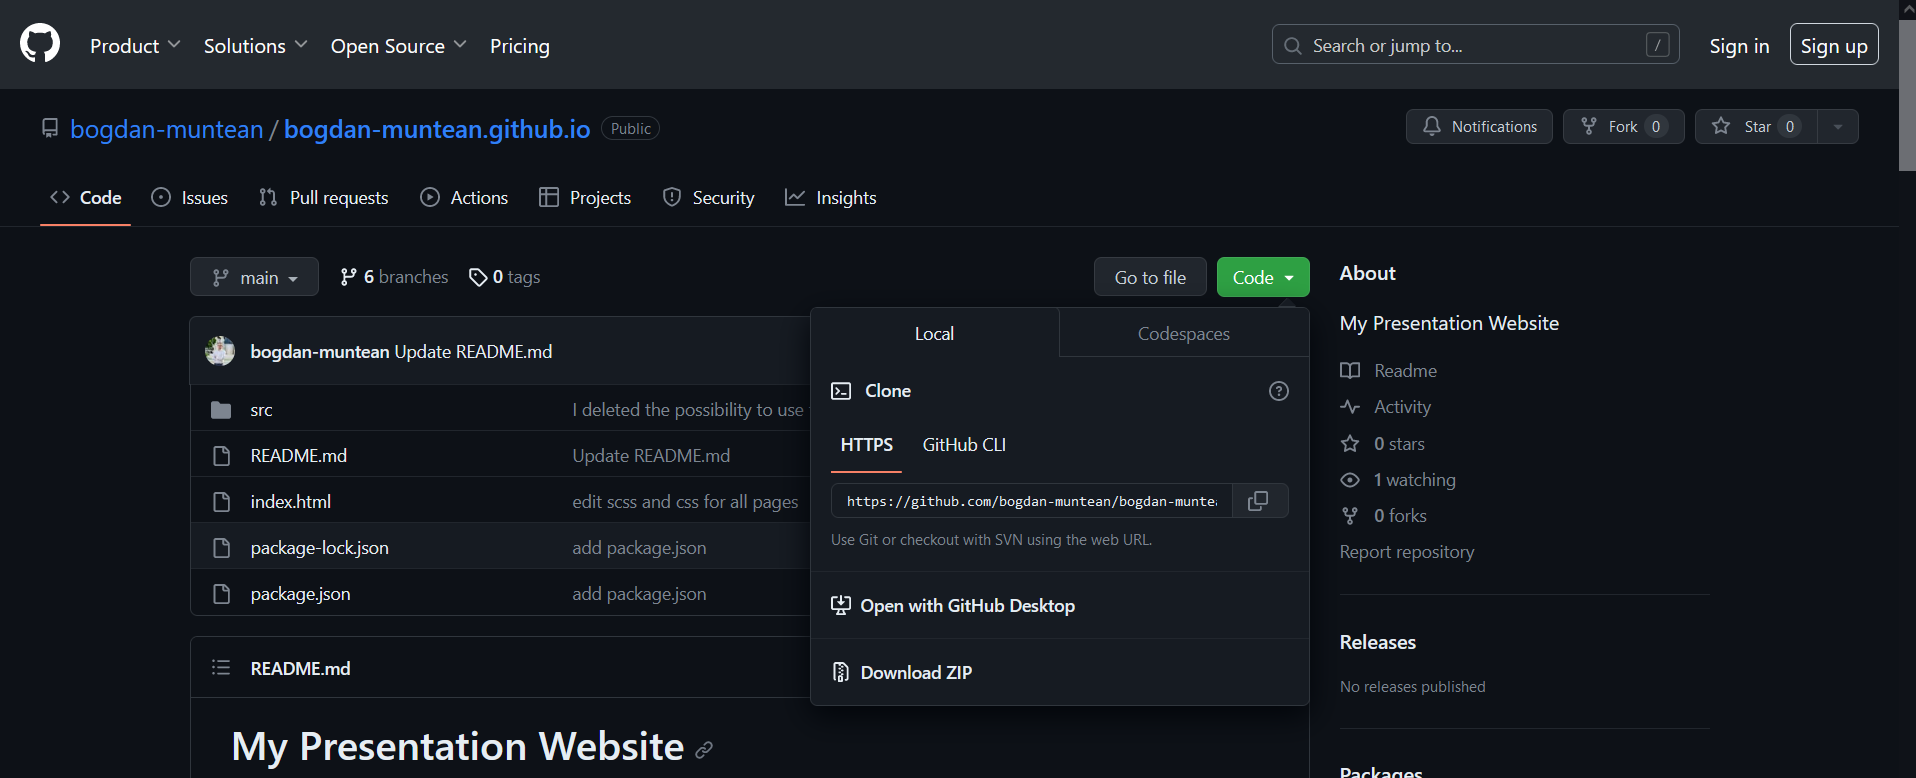 Product Solutions Open Source Pricing Search or jump to... / Sign in Sign up
bogdan-muntean / bogdan-muntean.github.io Public Notifications Fork 0 Star 0
Code Issues Pull requests Actions Projects Security Insights
main 6 branches 0 tags Go to file Code
bogdan-muntean Update README.md
src I deleted the possibility to use
README.md Update README.md
index.html edit scss and css for all pages
package-lock.json add package.json
package.json add package.json
README.md
My Presentation Website
Local Codespaces
Clone
HTTPS GitHub CLI
https://github.com/bogdan-muntean/bogdan-muntea
Use Git or checkout with SVN using the web URL.
Open with GitHub Desktop
Download ZIP
About
My Presentation Website
Readme
Activity
0 stars
1 watching
0 forks
Report repository
Releases
No releases published
Packages